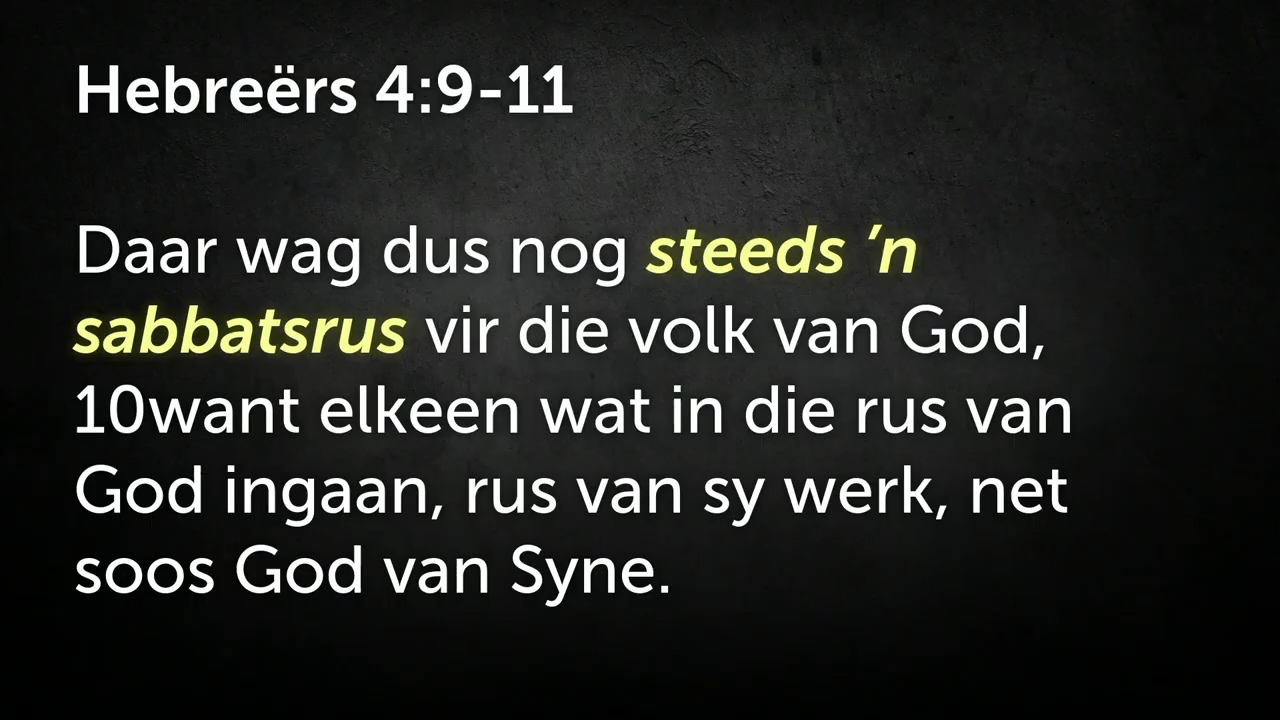 Hebreërs 4:9-11
Daar wag dus nog steeds ’n
sabbatsrus vir die volk van God,
10want elkeen wat in die rus van
God ingaan, rus van sy werk, net
soos God van Syne.